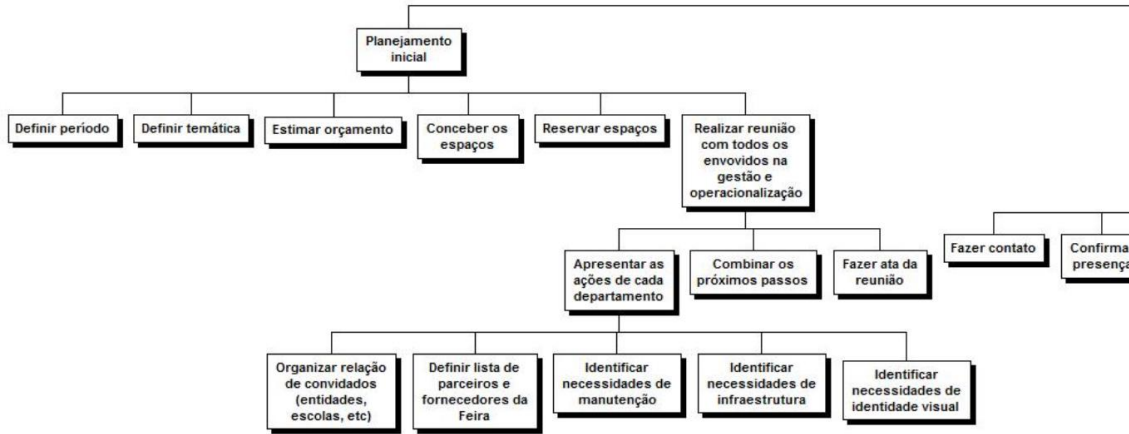 Planejamento
inicial
Definir período
Definir temática
Estimar orçamento
Conceber os
espaços
Reservar espaços
Realizar reunião
com todos os
envovidos na
gestão e
operacionalização
Apresentar as
ações de cada
departamento
Combinar os
próximos passos
Fazer ata da
reunião
Fazer contato
Confirma
presença
Organizar relação
de convidados
(entidades,
escolas, etc)
Definir lista de
parceiros e
fornecedores da
Feira
Identificar
necessidades de
manutenção
Identificar
necessidades de
infraestrutura
Identificar
necessidades de
identidade visual